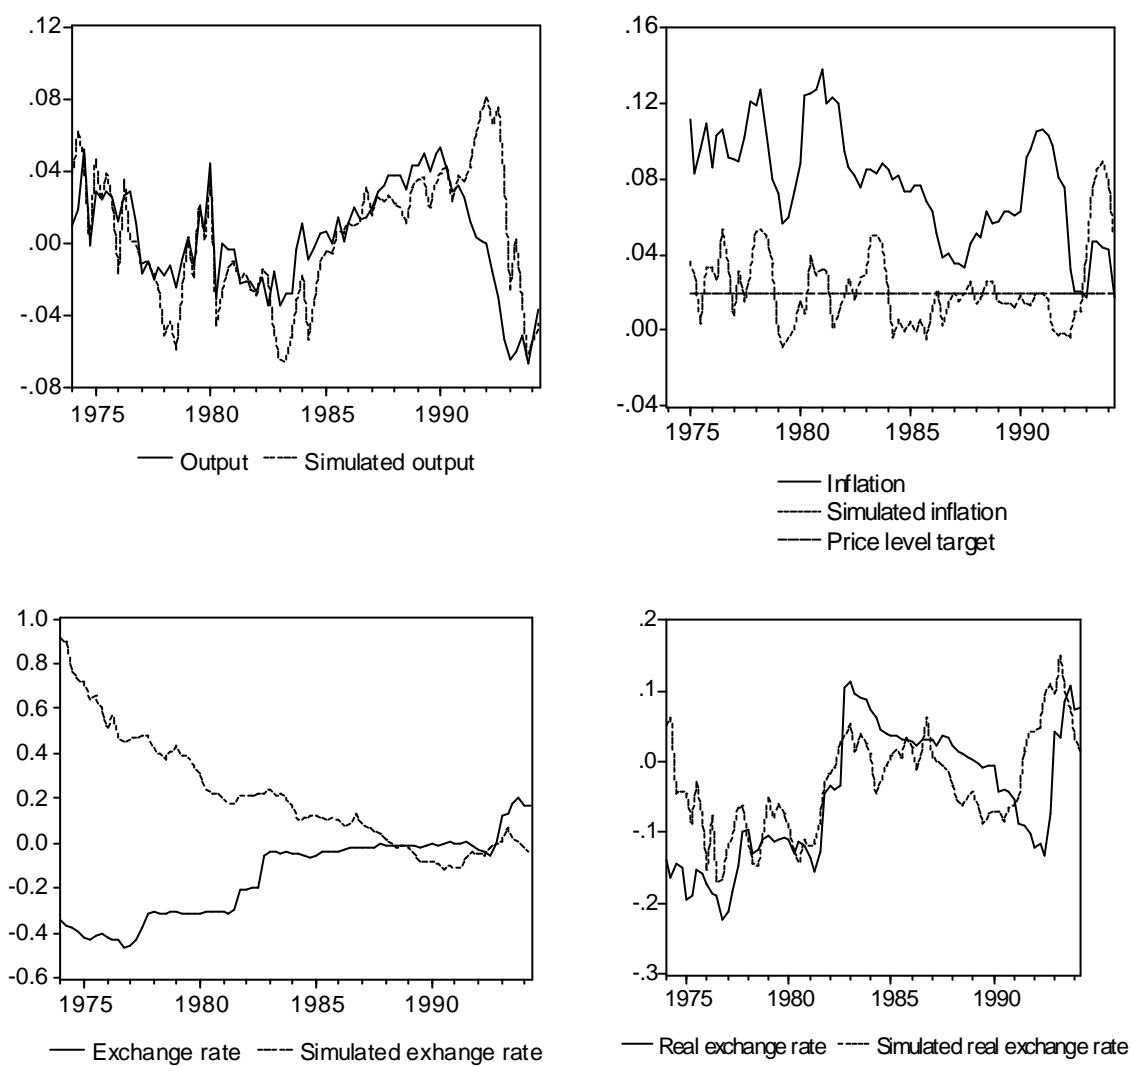 .12
.08
.04
.00
-.04
-.08
1975 1980 1985 1990
Output Simulated output
.16
.12
.08
.04
.00
-.04
1975 1980 1985 1990
Inflation
Simulated inflation
Price level target
1.0
0.8
0.6
0.4
0.2
0.0
-0.2
-0.4
-0.6
1975 1980 1985 1990
Exchange rate Simulated exhange rate
.2
.1
.0
-.1
-.2
-.3
1975 1980 1985 1990
Real exchange rate Simulated real exchange rate